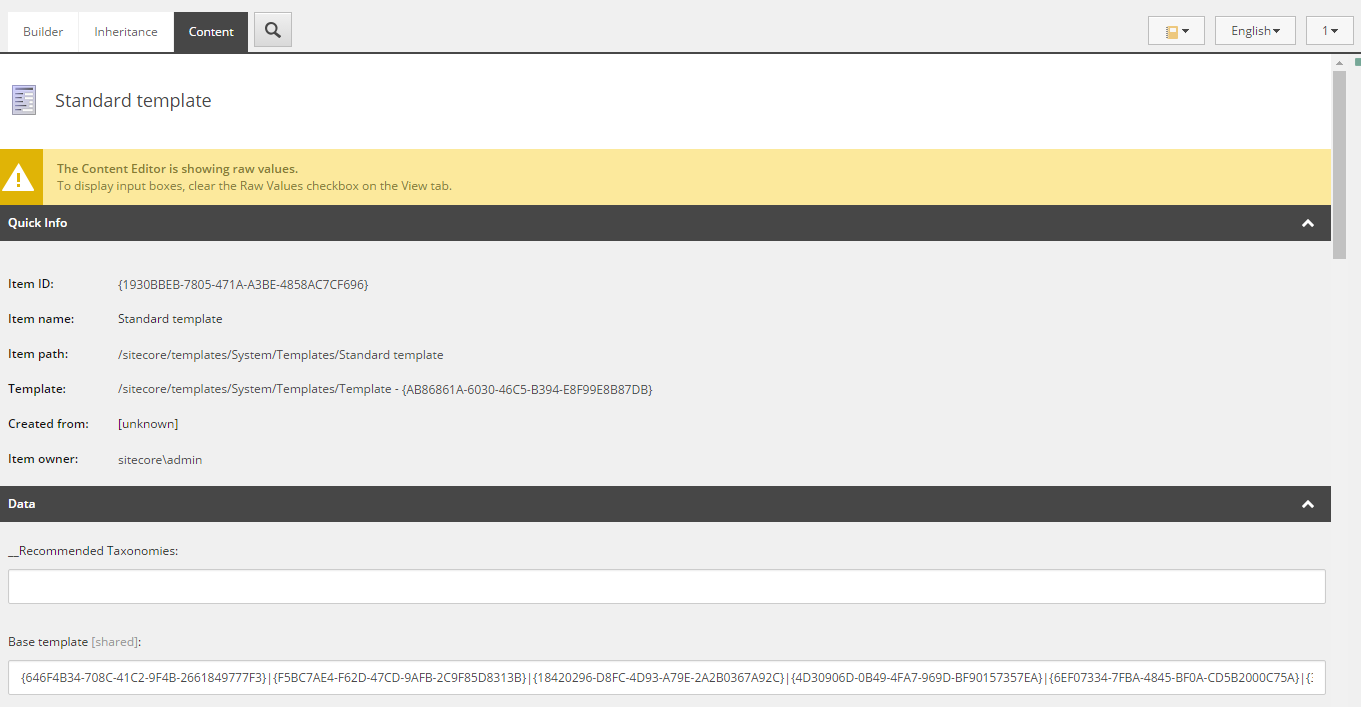 Builder Inheritance Content English 1
Standard template
The Content Editor is showing raw values.
To display input boxes, clear the Raw Values checkbox on the View tab.
Quick Info
Item ID: {1930BBEB-7805-471A-A3BE-4858AC7CF696}
Item name: Standard template
Item path: /sitecore/templates/System/Templates/Standard template
Template: /sitecore/templates/System/Templates/Template - {AB86861A-6030-46C5-B394-E8F99E8B87DB}
Created from: [unknown]
Item owner: sitecore\admin
Data
__Recommended Taxonomies:
Base template [shared]:
{646F4B34-708C-41C2-9F4B-2661849777F3}|{F5BC7AE4-F62D-47CD-9AFB-2C9F85D8313B}|{18420296-D8FC-4D93-A79E-2A2B0367A92C}|{4D30906D-0B49-4FA7-969D-BF90157357EA}|{6EF07334-7FBA-4845-BF0A-CD5B2000C75A}|{